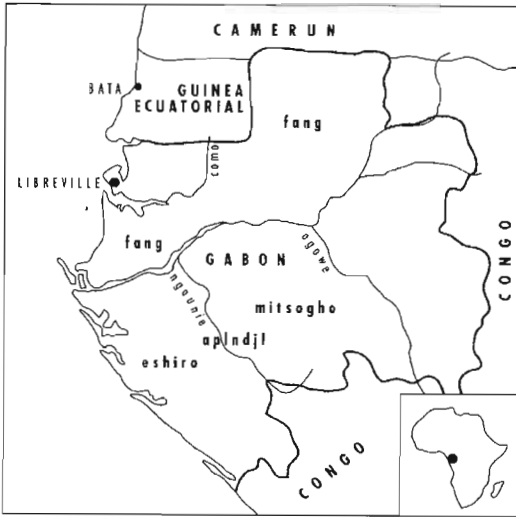 CAMERUN
BATA
GUINEA
ECUATORIAL
fang
como
LIBREVILLE
fang
GABON
ogowe
CONGO
ngounie
mitsogho
apIndjI
eshiro
CONGO